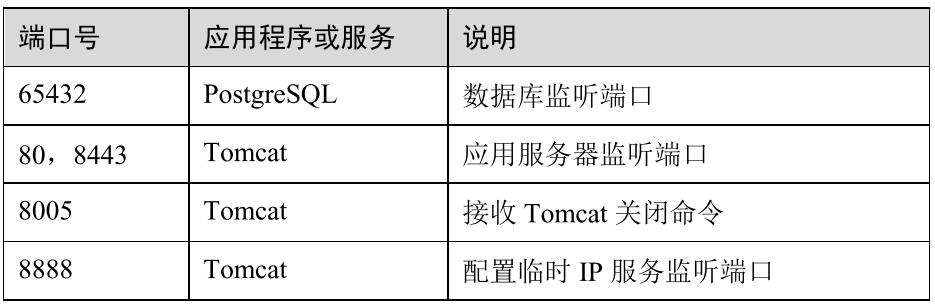 端口号 应用程序或服务 说明
65432 PostgreSQL 数据库监听端口
80，8443 Tomcat 应用服务器监听端口
8005 Tomcat 接收 Tomcat 关闭命令
8888 Tomcat 配置临时 IP 服务监听端口